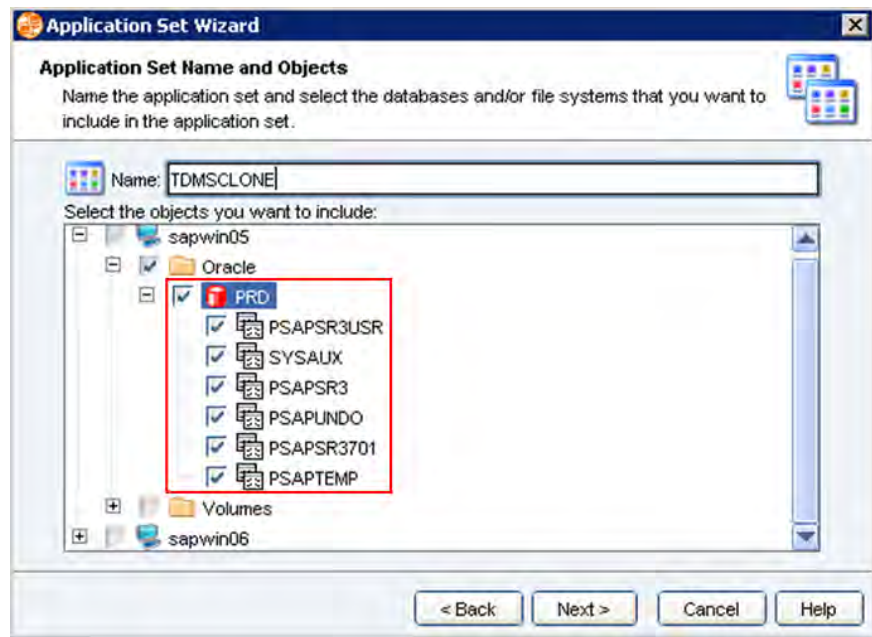 Application Set Wizard
Application Set Name and Objects
Name the application set and select the databases and/or file systems that you want to
include in the application set.
Name: TDMSCLONE
Select the objects you want to include:
sapwin05
Oracle
PRD
PSAPSR3USR
SYSAUX
PSAPSR3
PSAPUNDO
PSAPSR3701
PSAPTEMP
Volumes
sapwin06
< Back Next > Cancel Help